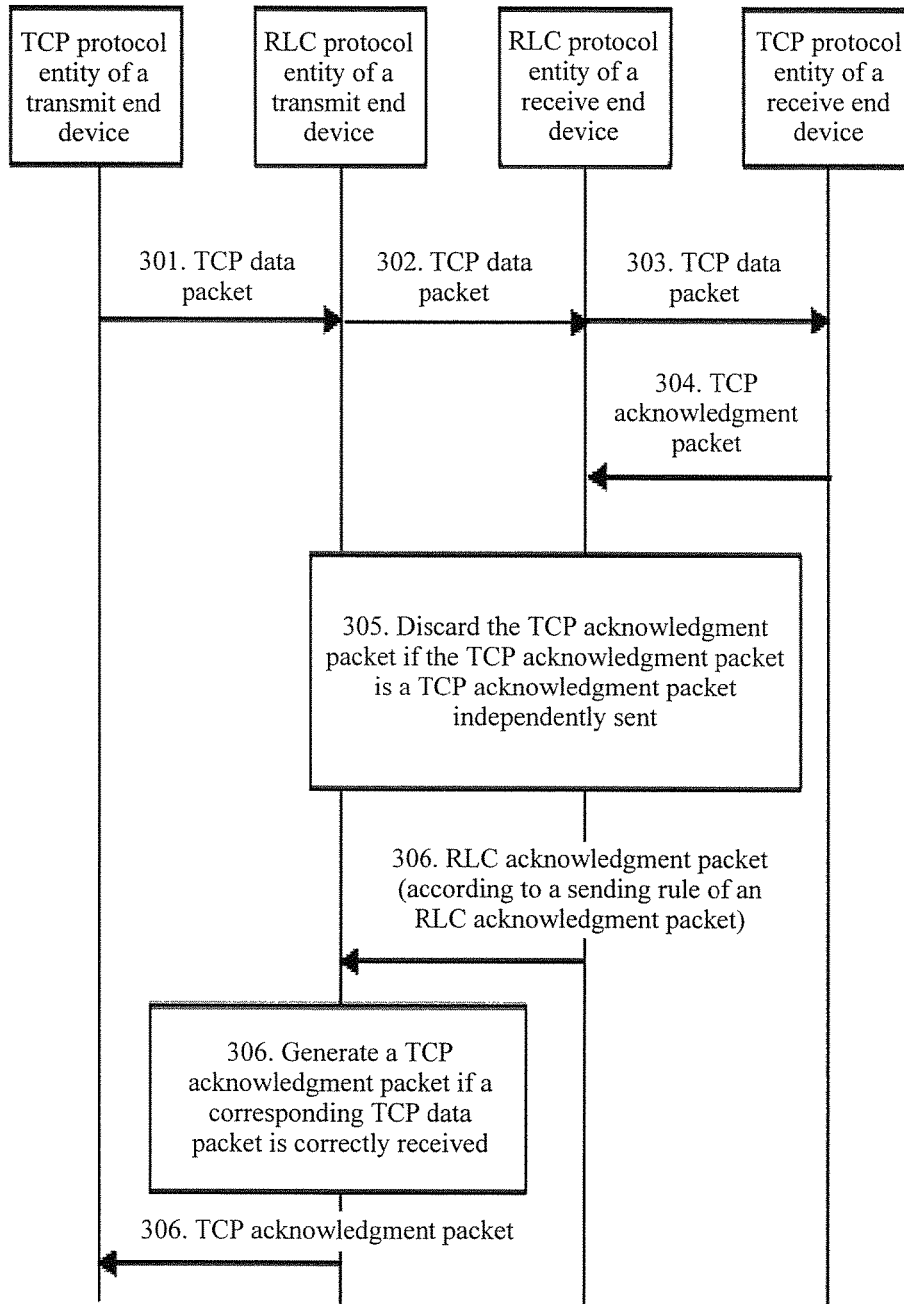 TCP protocol
entity of a
transmit end
device
RLC protocol
entity of a
transmit end
device
RLC protocol
entity of a
receive end
device
TCP protocol
entity of a
receive end
device
301. TCP data
packet
302. TCP data
packet
303. TCP data
packet
304. TCP
acknowledgment
packet
305. Discard the TCP acknowledgment
packet if the TCP acknowledgment packet
is a TCP acknowledgment packet
independently sent
306. RLC acknowledgment packet
(according to a sending rule of an
RLC acknowledgment packet)
306. Generate a TCP
acknowledgment packet if a
corresponding TCP data
packet is correctly received
306. TCP acknowledgment packet